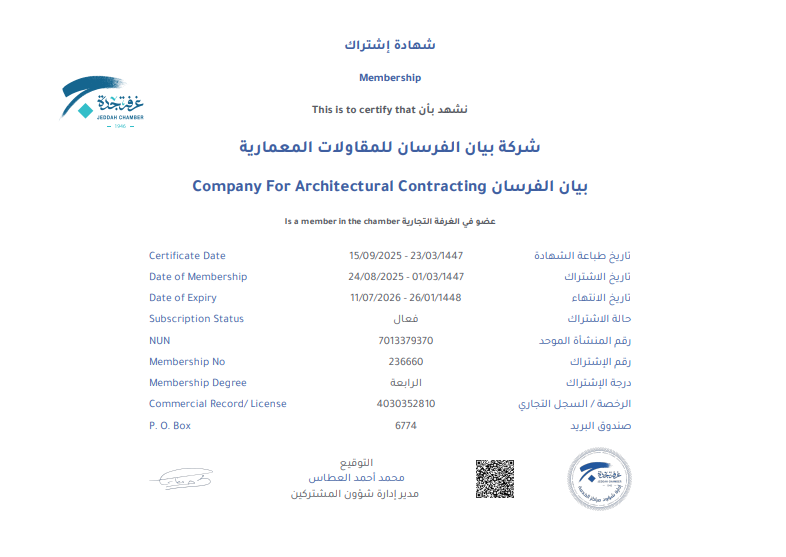 شهادة إشتراك
Membership
غرفة جدة
JEDDAH CHAMBER
1946
This is to certify that نشهد بأن
شركة بيان الفرسان للمقاولات المعمارية
بيان الفرسان Company For Architectural Contracting
Is a member in the chamber عضو في الغرفة التجارية
Certificate Date 15/09/2025 - 23/03/1447 تاريخ طباعة الشهادة
Date of Membership 24/08/2025 - 01/03/1447 تاريخ الاشتراك
Date of Expiry 11/07/2026 - 26/01/1448 تاريخ الانتهاء
Subscription Status فعال حالة الاشتراك
NUN 7013379370 رقم المنشأة الموحد
Membership No 236660 رقم الإشتراك
Membership Degree الرابعة درجة الإشتراك
Commercial Record/ License 4030352810 الرخصة / السجل التجاري
P. O. Box 6774 صندوق البريد
التوقيع
محمد أحمد العطاس
مدير إدارة شؤون المشتركين
غرفة جدة
JEDDAH CHAMBER